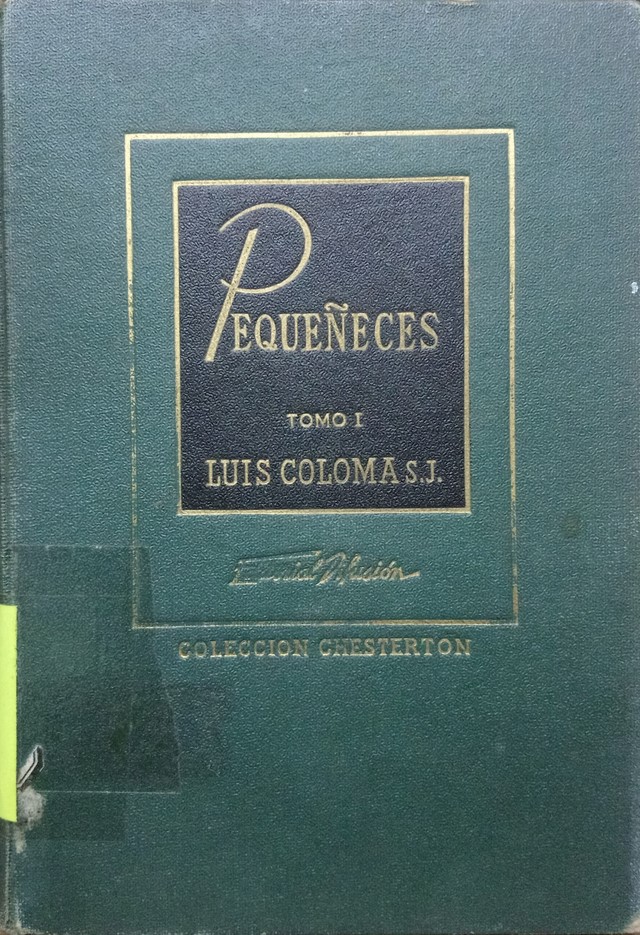 PEQUEÑECES
TOMO I
LUIS COLOMA S.J.
Editorial Difusión
COLECCION CHESTERTON